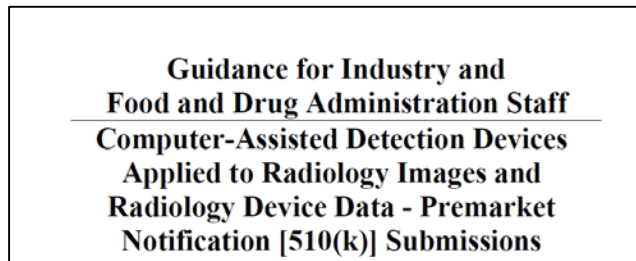 Guidance for Industry and
Food and Drug Administration Staff
Computer-Assisted Detection Devices
Applied to Radiology Images and
Radiology Device Data - Premarket
Notification [510(k)] Submissions